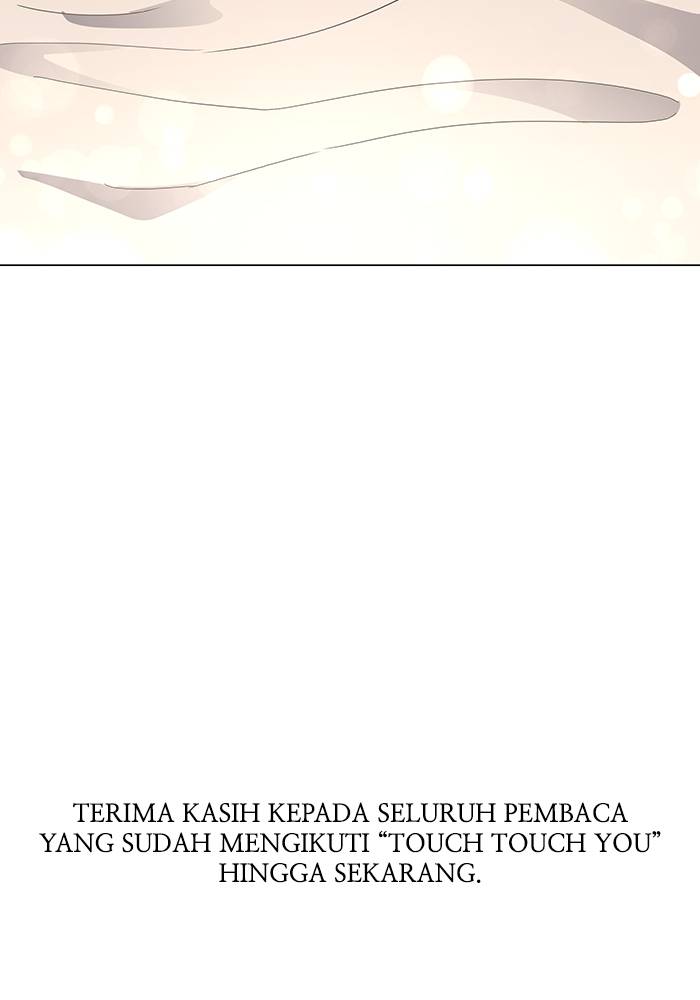 TERIMA KASIH KEPADA SELURUH PEMBACA
YANG SUDAH MENGIKUTI “TOUCH TOUCH YOU”
HINGGA SEKARANG.